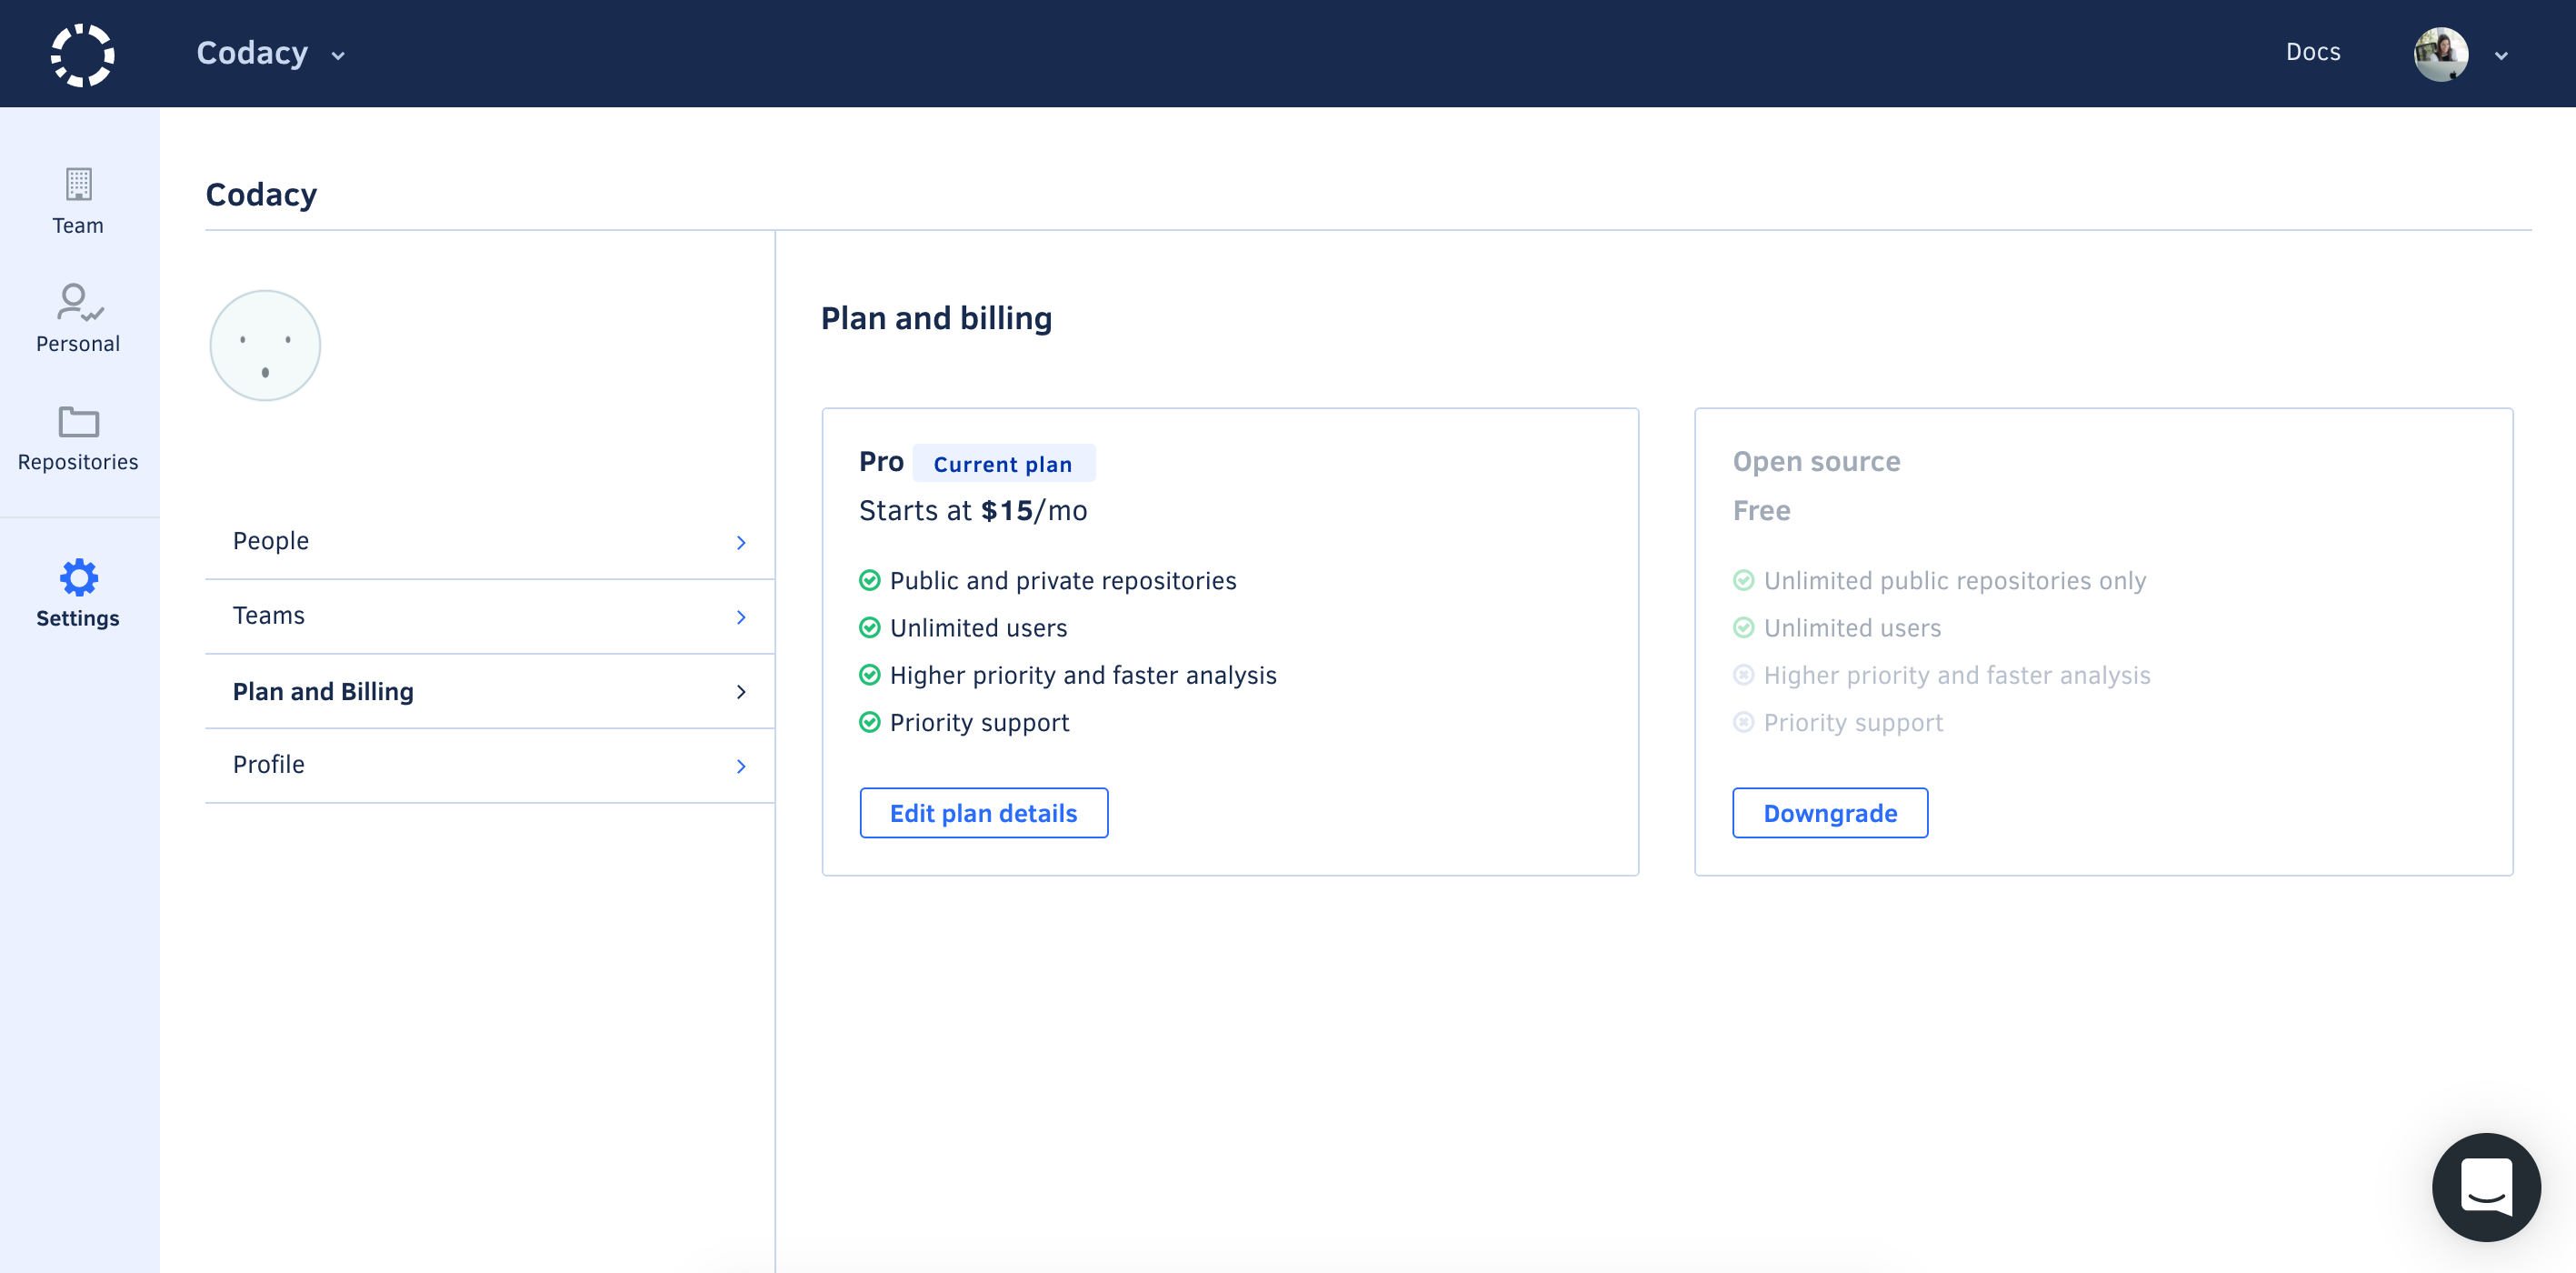 Codacy
Docs
Team
Personal
Repositories
Settings
Codacy
People
Teams
Plan and Billing
Profile
Plan and billing
Pro Current plan
Starts at $15/mo
Public and private repositories
Unlimited users
Higher priority and faster analysis
Priority support
Edit plan details
Open source
Free
Unlimited public repositories only
Unlimited users
Higher priority and faster analysis
Priority support
Downgrade